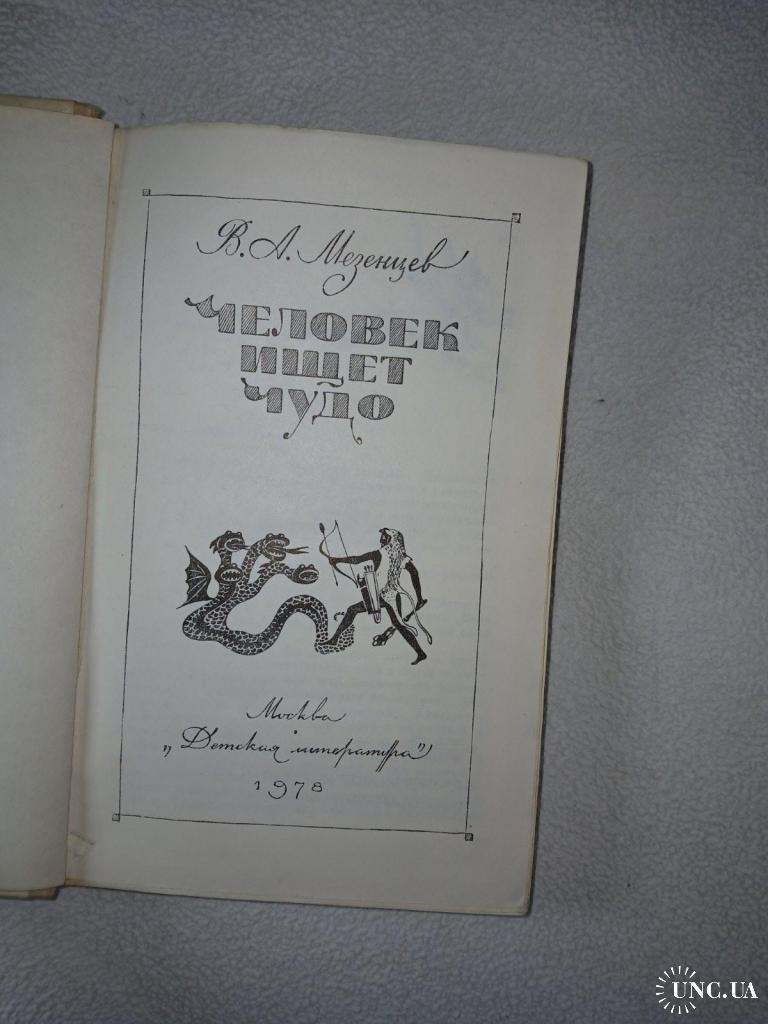 В. А. Мезенцев
ЧЕЛОВЕК
ИЩЕТ
ЧУДО
Москва
„Детская литература"
1978
UNC.UA